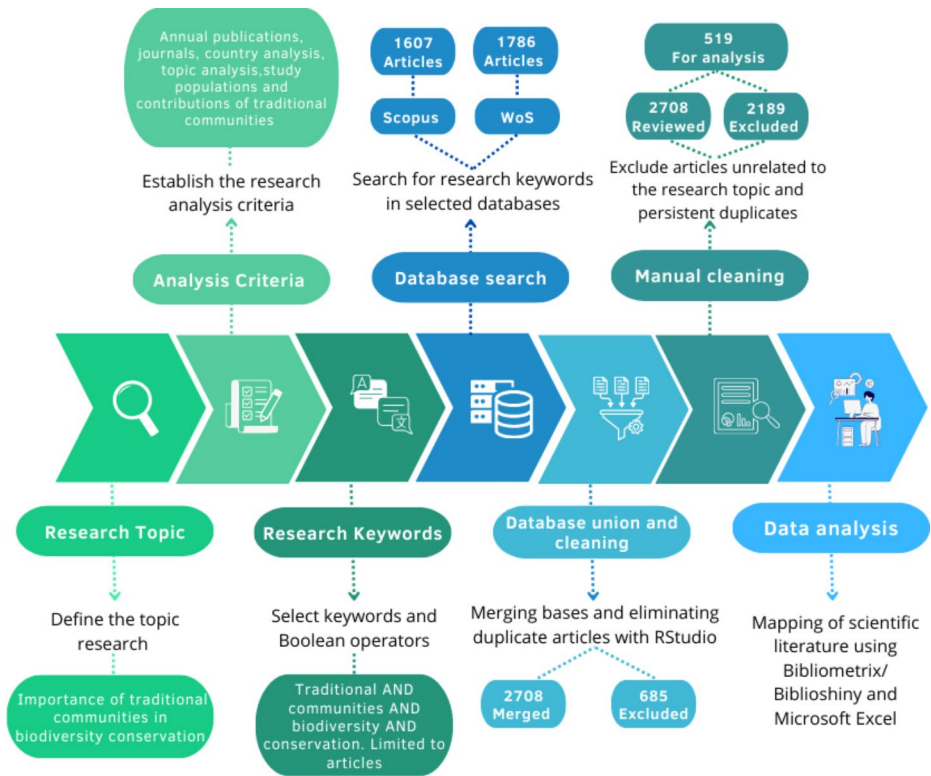 Annual publications,
journals, country analysis,
topic analysis,study
populations and
contributions of traditional
communities
Establish the research
analysis criteria
Analysis Criteria
1607
Articles
1786
Articles
Scopus
WoS
Search for research keywords
in selected databases
Database search
519
For analysis
2708
Reviewed
2189
Excluded
Exclude articles unrelated to
the research topic and
persistent duplicates
Manual cleaning
A
Research Topic
Define the topic
research
Importance of traditional
communities in
biodiversity conservation
Research Keywords
Select keywords and
Boolean operators
Traditional AND
communities AND
biodiversity AND
conservation. Limited to
articles
Database union and
cleaning
Merging bases and eliminating
duplicate articles with RStudio
2708
Merged
685
Excluded
Data analysis
Mapping of scientific
literature using
Bibliometrix/
Biblioshiny and
Microsoft Excel